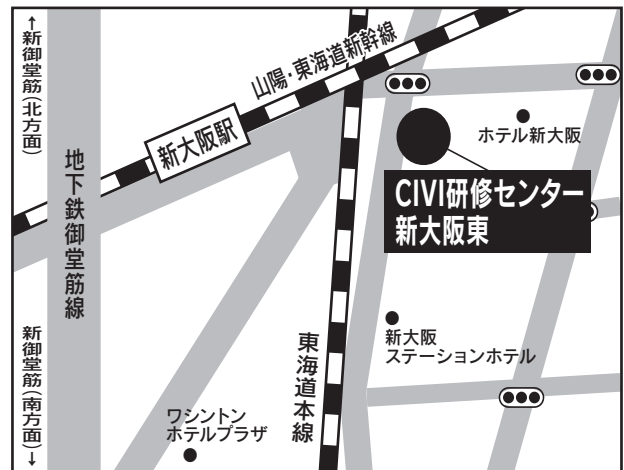 ↑新御堂筋(北方面)
地下鉄御堂筋線
新御堂筋(南方面)↓
山陽・東海道新幹線
新大阪駅
ホテル新大阪
CIVI研修センター
新大阪東
新大阪
ステーションホテル
東海道本線
ワシントン
ホテルプラザ